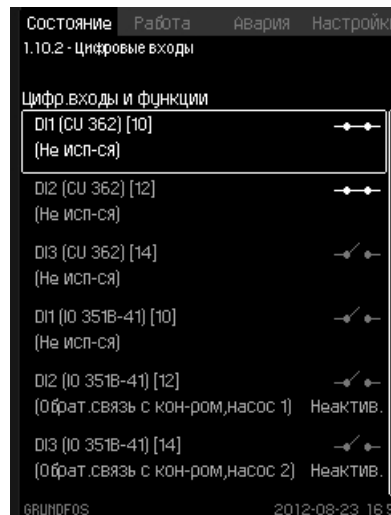 Состояние Работа Авария Настройки
1.10.2 - Цифровые входы
Цифр.входы и функции
DI1 (CU 362) [10]
(Не исп-ся)
DI2 (CU 362) [12]
(Не исп-ся)
DI3 (CU 362) [14]
(Не исп-ся)
DI1 (IO 351B-41) [10]
(Не исп-ся)
DI2 (IO 351B-41) [12]
(Обрат.связь с кон-ром,насос 1) Неактив.
DI3 (IO 351B-41) [14]
(Обрат.связь с кон-ром,насос 2) Неактив.
GRUNDFOS 2012-08-23